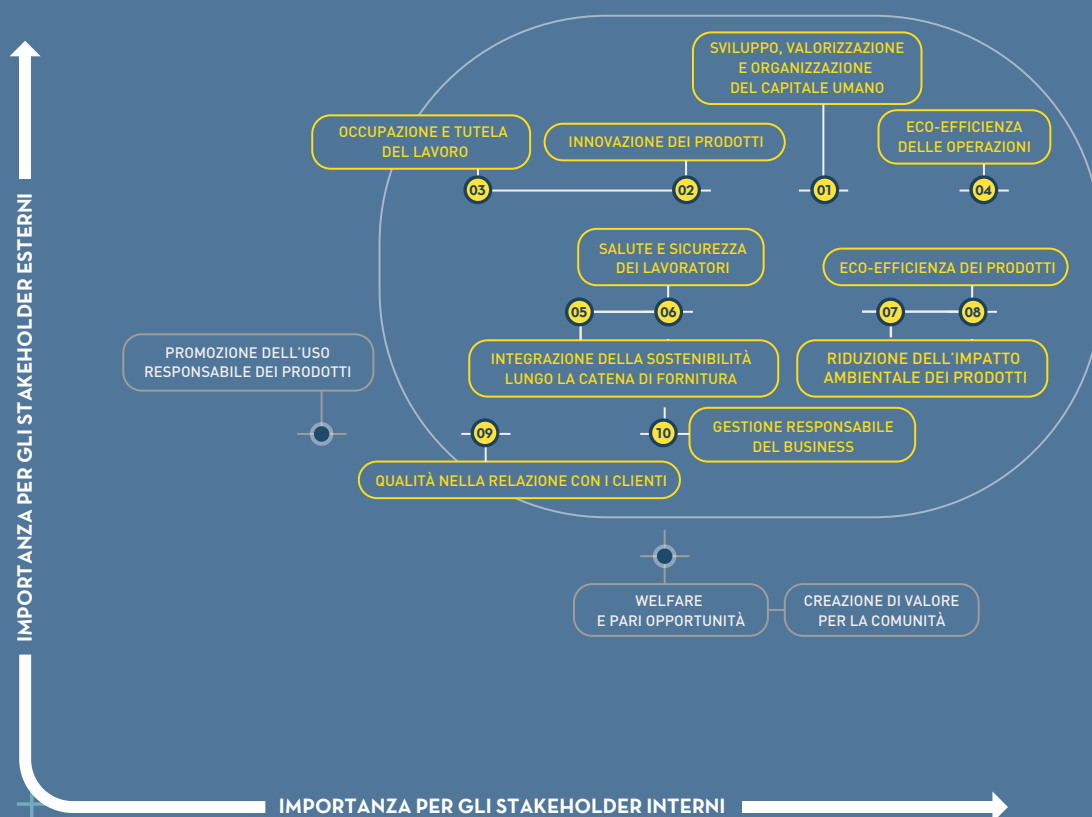 SVILUPPO, VALORIZZAZIONE
E ORGANIZZAZIONE
DEL CAPITALE UMANO
OCCUPAZIONE E TUTELA
DEL LAVORO
INNOVAZIONE DEI PRODOTTI
ECO-EFFICIENZA
DELLE OPERAZIONI
03
02
01
04
SALUTE E SICUREZZA
DEI LAVORATORI
ECO-EFFICIENZA DEI PRODOTTI
05
06
07
08
PROMOZIONE DELL'USO
RESPONSABILE DEI PRODOTTI
INTEGRAZIONE DELLA SOSTENIBILITÀ
LUNGO LA CATENA DI FORNITURA
RIDUZIONE DELL'IMPATTO
AMBIENTALE DEI PRODOTTI
09
10
GESTIONE RESPONSABILE
DEL BUSINESS
QUALITÀ NELLA RELAZIONE CON I CLIENTI
WELFARE
E PARI OPPORTUNITÀ
CREAZIONE DI VALORE
PER LA COMUNITÀ
IMPORTANZA PER GLI STAKEHOLDER ESTERNI
IMPORTANZA PER GLI STAKEHOLDER INTERNI